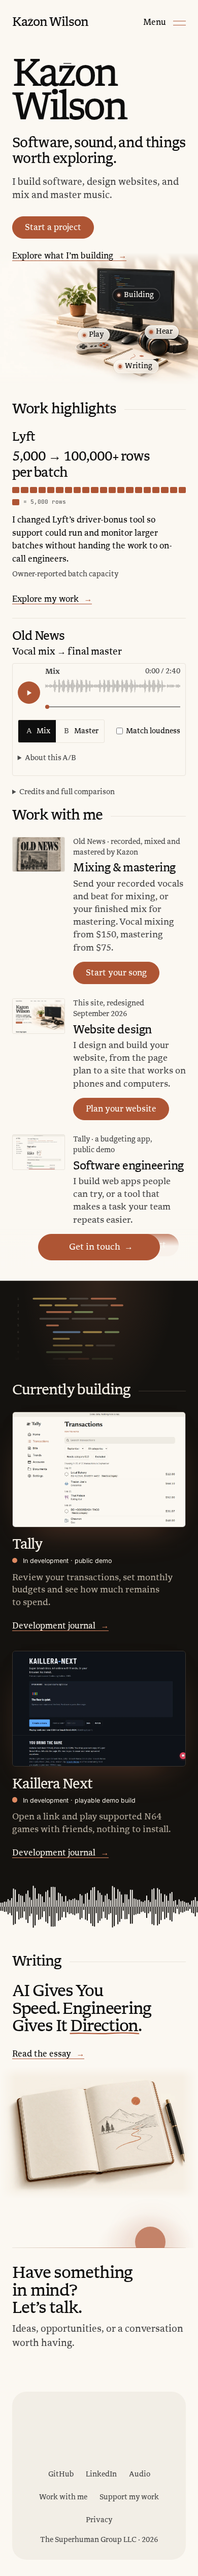 Kazon Wilson
Menu
Kazon
Wilson
Software, sound, and things
worth exploring.
I build software, design websites, and
mix and master music.
Start a project
Explore what I'm building →
Building
Play
Hear
Writing
Work highlights
Lyft
5,000 → 100,000+ rows
per batch
= 5,000 rows
I changed Lyft's driver-bonus tool so
support could run and monitor larger
batches without handing the work to on-
call engineers.
Owner-reported batch capacity
Explore my work →
Old News
Vocal mix → final master
Mix
0:00 / 2:40
A Mix
B Master
Match loudness
About this A/B
Credits and full comparison
Work with me
OLD NEWS
Old News · recorded, mixed and
mastered by Kazon
Mixing & mastering
Send your recorded vocals
and beat for mixing, or
your finished mix for
mastering. Vocal mixing
from $150, mastering
from $75.
Start your song
This site, redesigned
September 2026
Website design
I design and build your
website, from the page
plan to a site that works on
phones and computers.
Plan your website
Tally · a budgeting app,
public demo
Software engineering
I build web apps people
can try, or a tool that
makes a task your team
repeats easier.
Get in touch →
Currently building
Tally
Transactions
Tally
In development · public demo
Review your transactions, set monthly
budgets and see how much remains
to spend.
Development journal →
KAILLERA-NEXT
Kaillera Next
In development · playable demo build
Open a link and play supported N64
games with friends, nothing to install.
Development journal →
Writing
AI Gives You
Speed. Engineering
Gives It Direction.
Read the essay →
Have something
in mind?
Let's talk.
Ideas, opportunities, or a conversation
worth having.
GitHub
LinkedIn
Audio
Work with me
Support my work
Privacy
The Superhuman Group LLC · 2026